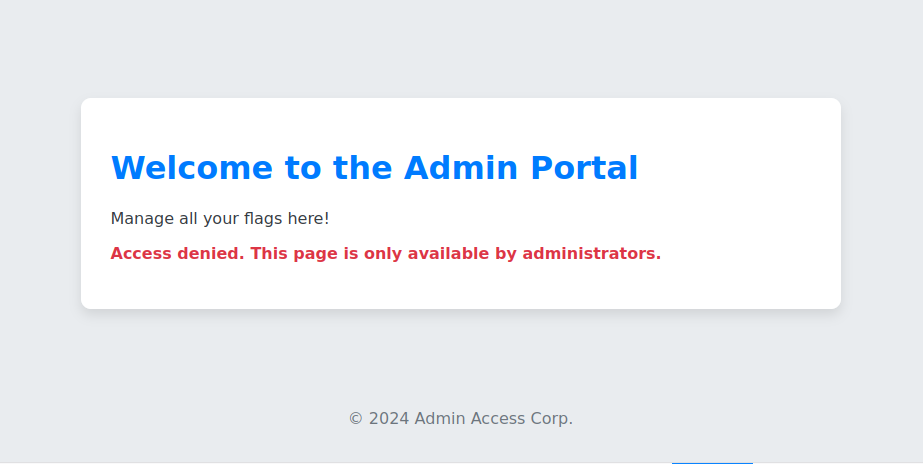 Welcome to the Admin Portal
Manage all your flags here!
Access denied. This page is only available by administrators.
© 2024 Admin Access Corp.